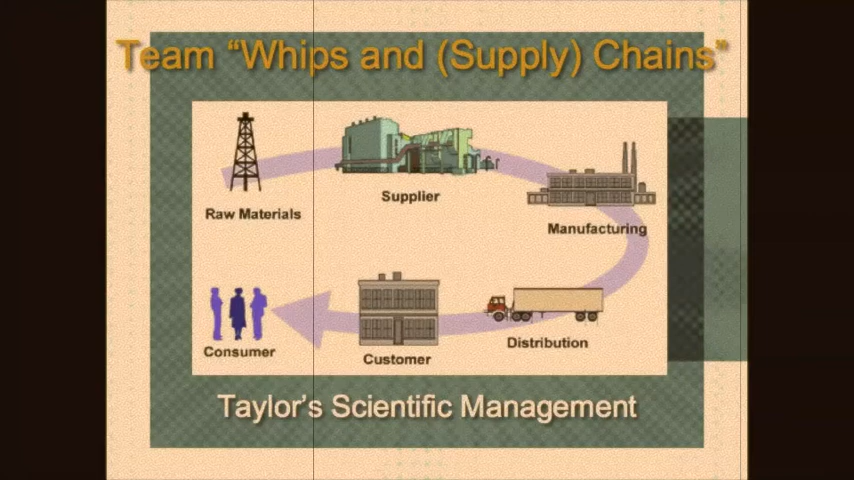 Team “Whips and (Supply) Chains”
Raw Materials
Supplier
Manufacturing
Distribution
Customer
Consumer
Taylor’s Scientific Management